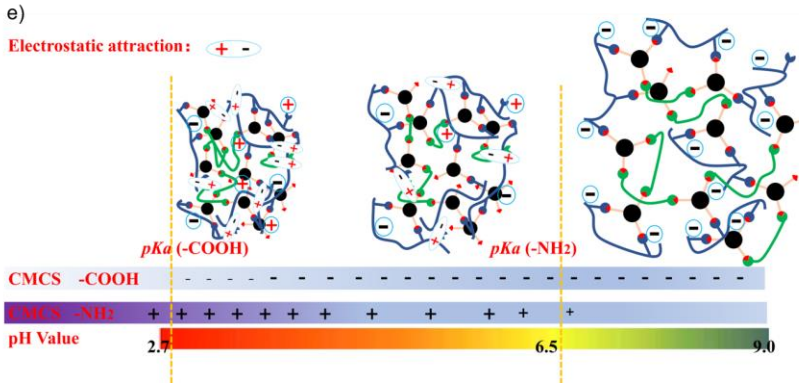 e)
Electrostatic attraction： + -
pKa (-COOH)
pKa (-NH2)
CMCS -COOH
CMCS -NH2
pH Value
2.7
6.5
9.0